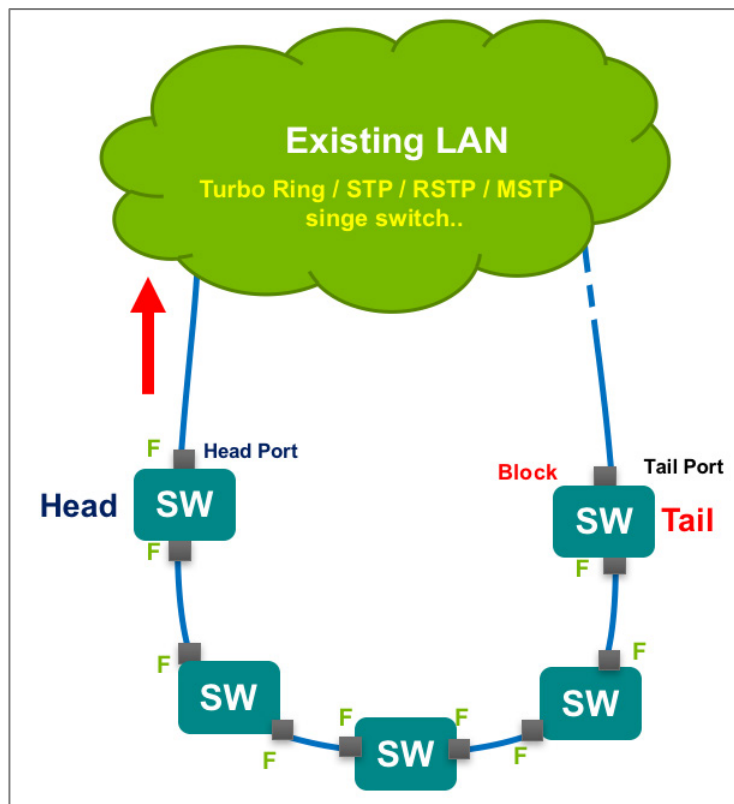 Existing LAN
Turbo Ring / STP / RSTP / MSTP
singe switch..
F
Head Port
Block
Tail Port
Head
SW
SW
Tail
F
F
F
F
SW
SW
F
F
SW
F
F